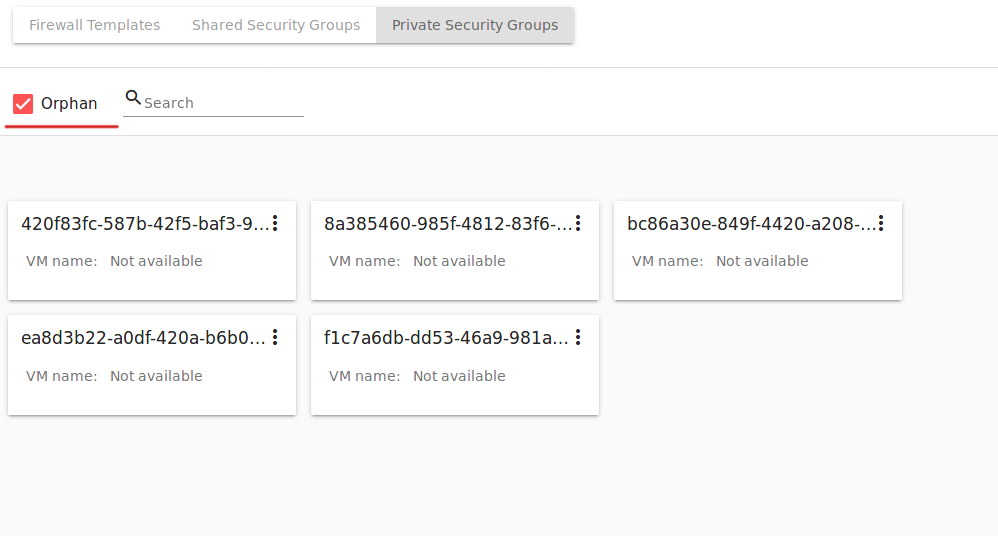 Firewall Templates Shared Security Groups Private Security Groups
Orphan Search
420f83fc-587b-42f5-baf3-9...
VM name: Not available
8a385460-985f-4812-83f6-...
VM name: Not available
bc86a30e-849f-4420-a208-...
VM name: Not available
ea8d3b22-a0df-420a-b6b0...
VM name: Not available
f1c7a6db-dd53-46a9-981a...
VM name: Not available